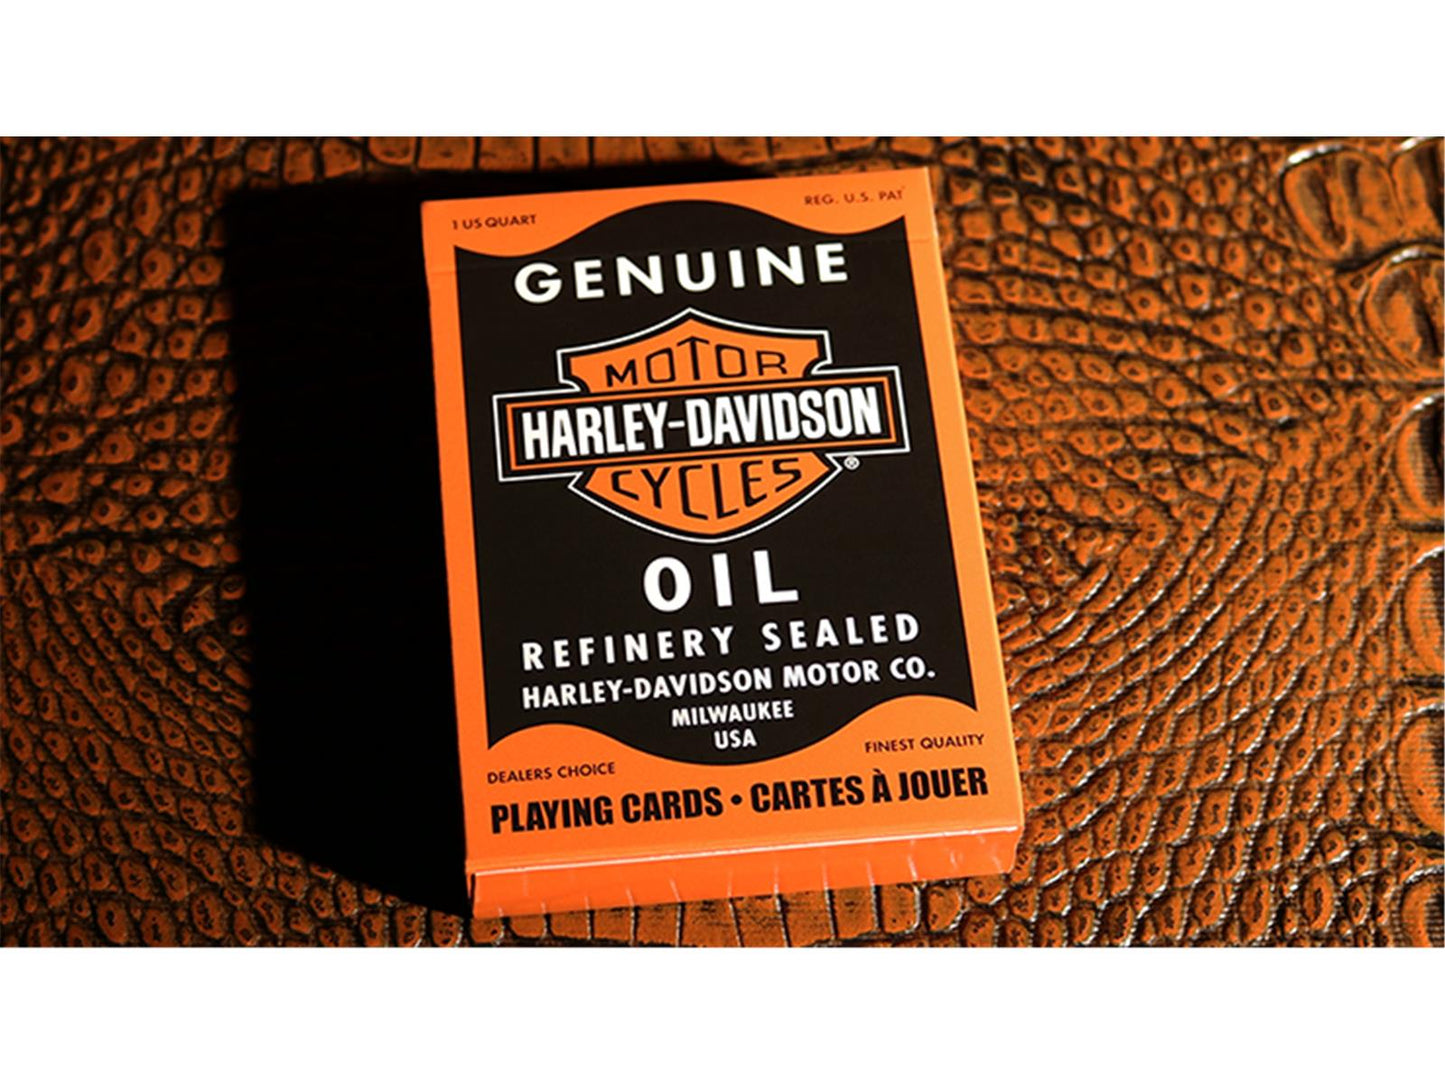 1 US QUART
REG. U.S. PAT
GENUINE
MOTOR
HARLEY-DAVIDSON
CYCLES ®
OIL
REFINERY SEALED
HARLEY-DAVIDSON MOTOR CO.
MILWAUKEE
USA
DEALERS CHOICE
FINEST QUALITY
PLAYING CARDS • CARTES À JOUER